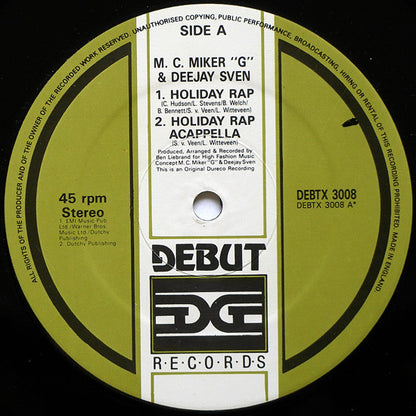 ALL RIGHTS OF THE PRODUCER AND OF THE OWNER OF THE RECORDED WORK RESERVED. UNAUTHORISED COPYING, PUBLIC PERFORMANCE, BROADCASTING, HIRING OR RENTAL OF THIS RECORDING PROHIBITED. MADE IN ENGLAND.
SIDE A
M. C. MIKER "G"
& DEEJAY SVEN
1. HOLIDAY RAP
(C. Hudson/L. Stevens/B. Welch/
B. Bennett/S. v. Veen/L. Witteveen)
2. HOLIDAY RAP
ACAPPELLA
(S. v. Veen/L. Witteveen)
Produced, Arranged & Recorded by
Ben Liebrand for High Fashion Music
Concept M. C. Miker "G" & Deejay Sven
This is an Original Dureco Recording
45 rpm
Stereo
1. EMI Music Pub
Ltd./Warner Bros.
Music Ltd./Dutchy
Publishing
2. Dutchy Publishing
DEBTX 3008
DEBTX 3008 A*
DEBUT
R·E·C·O·R·D·S